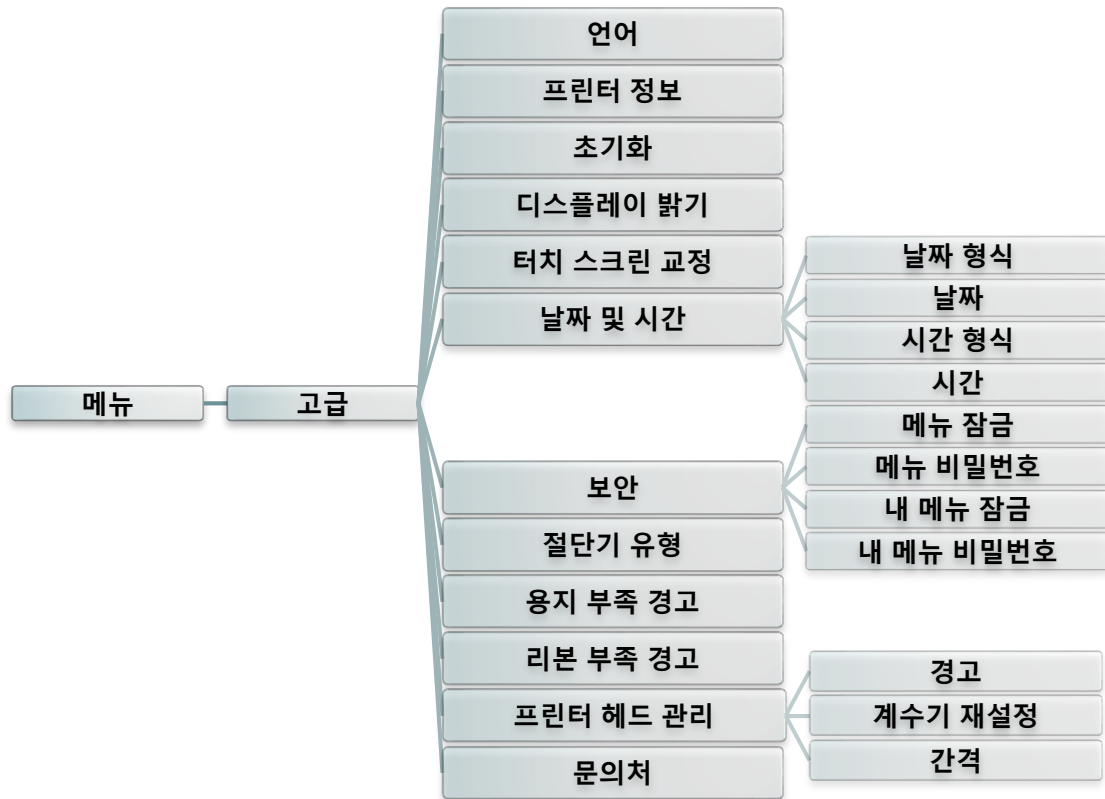 메뉴
고급
언어
프린터 정보
초기화
디스플레이 밝기
터치 스크린 교정
날짜 및 시간
날짜 형식
날짜
시간 형식
시간
보안
메뉴 잠금
메뉴 비밀번호
내 메뉴 잠금
내 메뉴 비밀번호
절단기 유형
용지 부족 경고
리본 부족 경고
프린터 헤드 관리
경고
계수기 재설정
간격
문의처